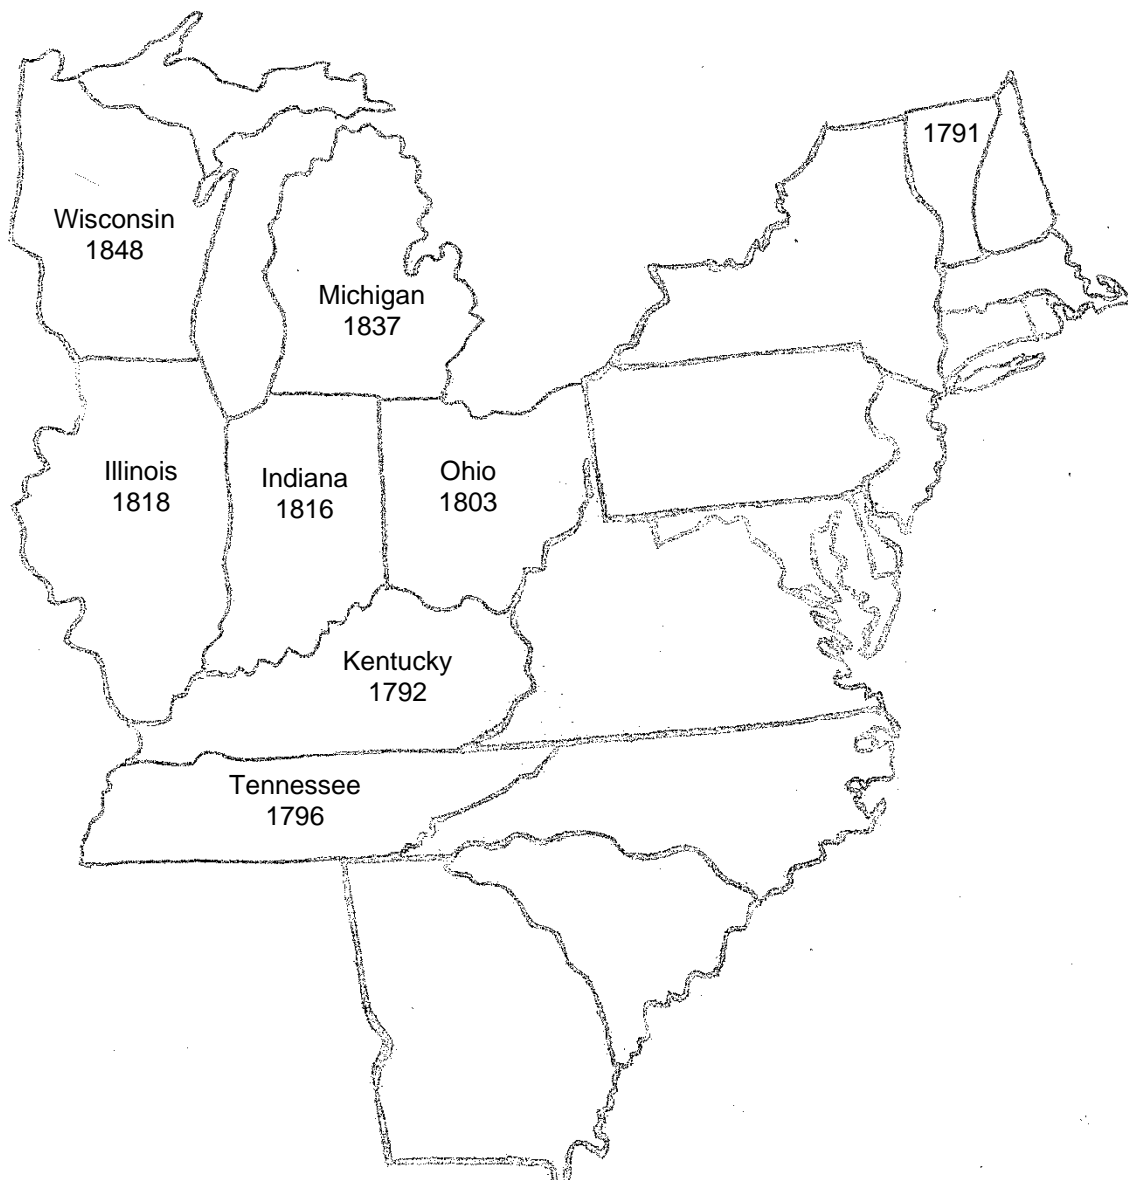 1791
Wisconsin
1848
Michigan
1837
Illinois
1818
Indiana
1816
Ohio
1803
Kentucky
1792
Tennessee
1796